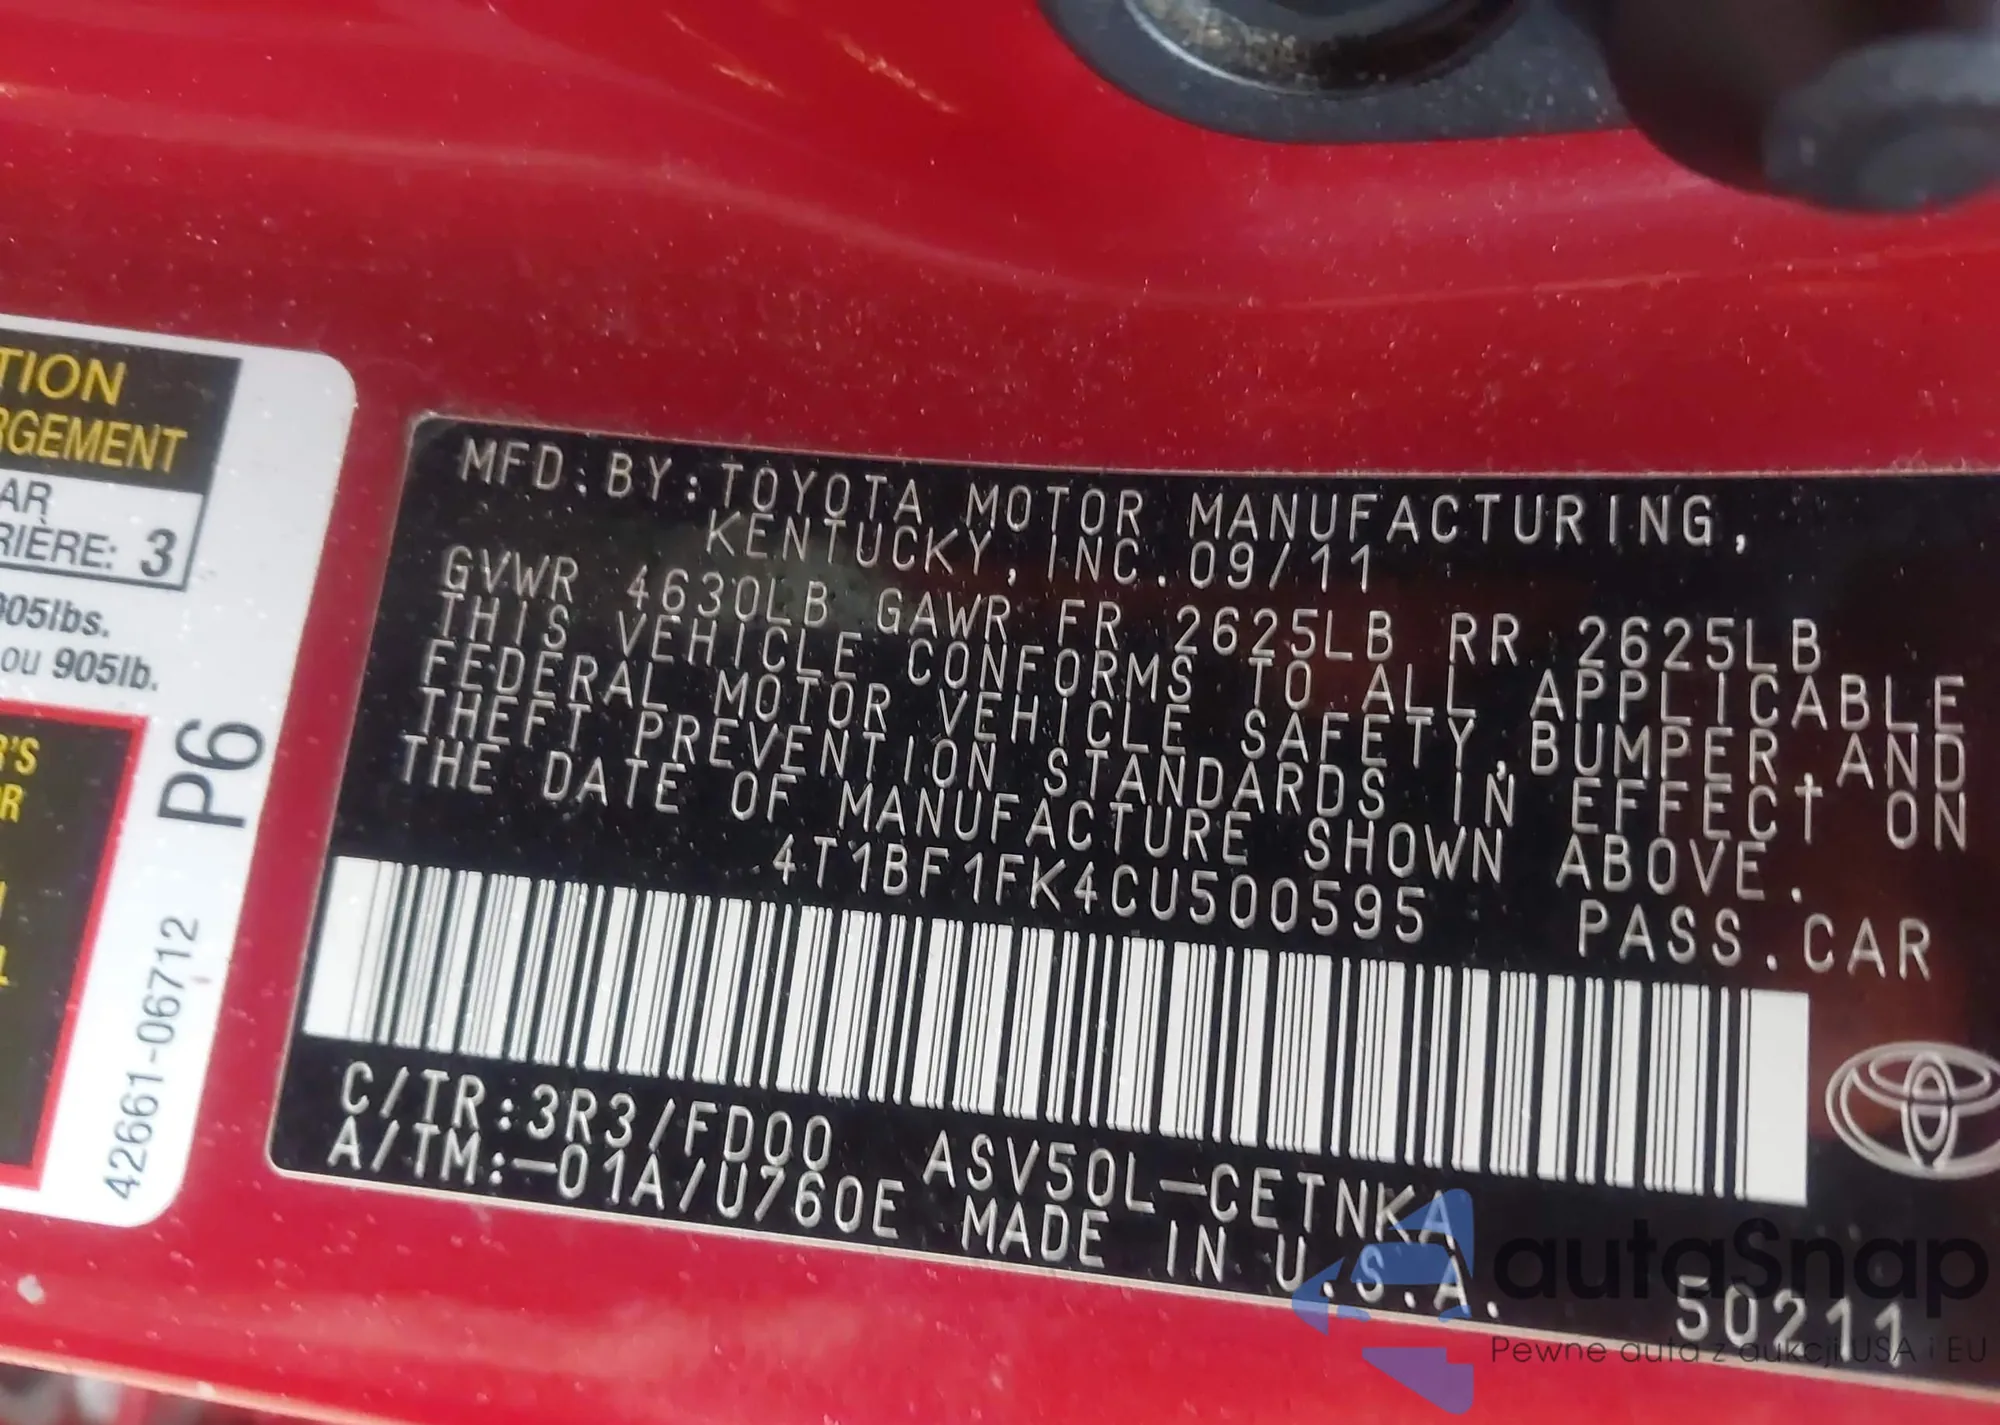 TION
RGEMENT
AR
RIÈRE: 3
305lbs.
ou 905lb.
P6
R'S
OR
42661-06712
MFD.BY:TOYOTA MOTOR MANUFACTURING,
KENTUCKY, INC. 09/11
GVWR 4630LB GAWR FR 2625LB RR 2625LB
THIS VEHICLE CONFORMS TO ALL APPLICABLE
FEDERAL MOTOR VEHICLE SAFETY,BUMPER,AND
THEFT PREVENTION STANDARDS IN EFFECT ON
THE DATE OF MANUFACTURE SHOWN ABOVE.
4T1BF1FK4CU500595 PASS.CAR
C/TR:3R3/FD00 ASV50L-CETNKA
A/TM:-01A/U760E MADE IN U.S.A.
50211
autaSnap
Pewne auta z aukcji USA i EU